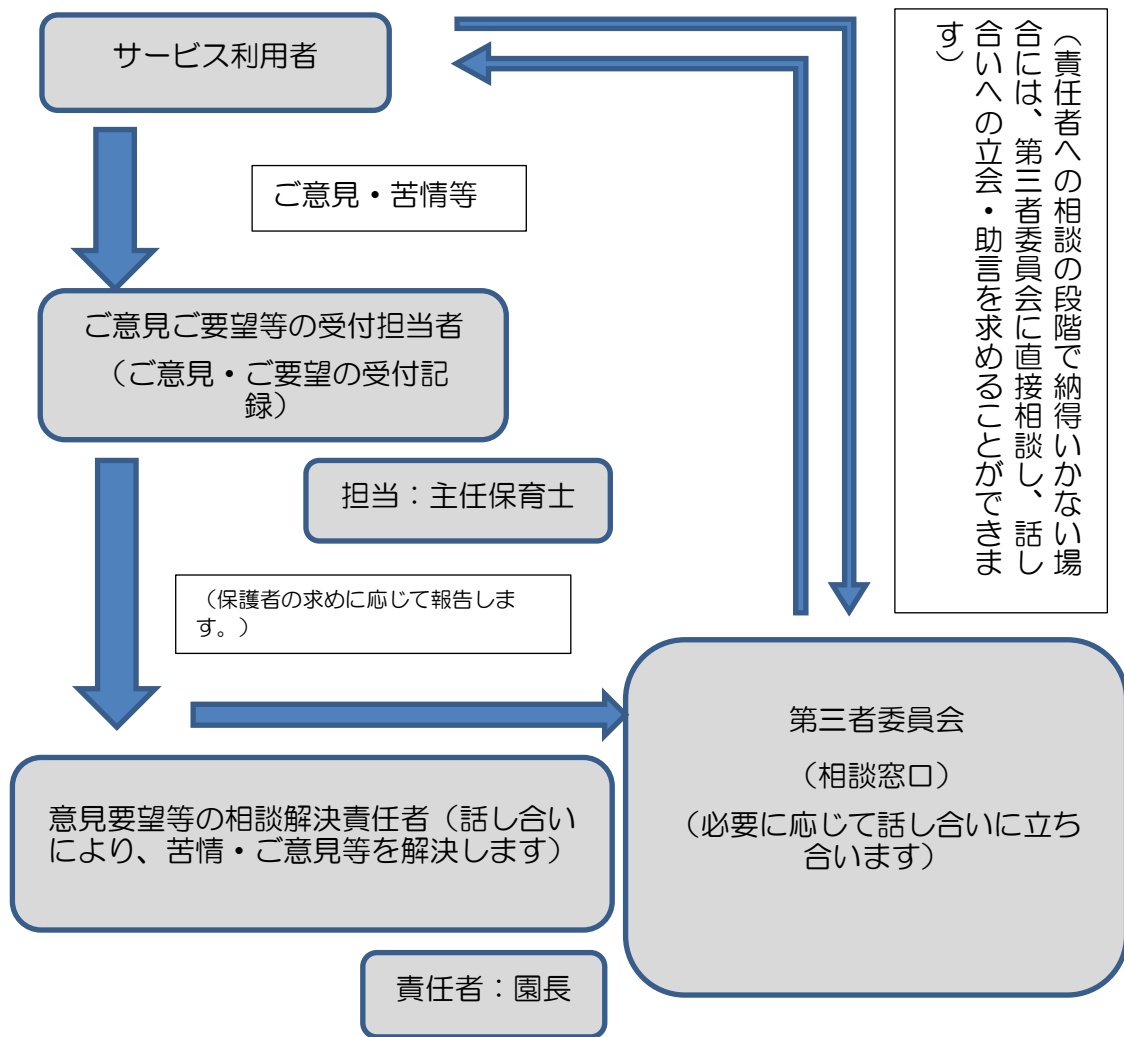 サービス利用者
ご意見・苦情等
ご意見ご要望等の受付担当者
（ご意見・ご要望の受付記
録）
担当：主任保育士
（保護者の求めに応じて報告しま
す。）
意見要望等の相談解決責任者（話し合い
により、苦情・ご意見等を解決します）
責任者：園長
（責任者への相談の段階で納得いかない場
合には、第三者委員会に直接相談し、話し
合いへの立会・助言を求めることができま
す）
第三者委員会
（相談窓口）
（必要に応じて話し合いに立ち
合います）